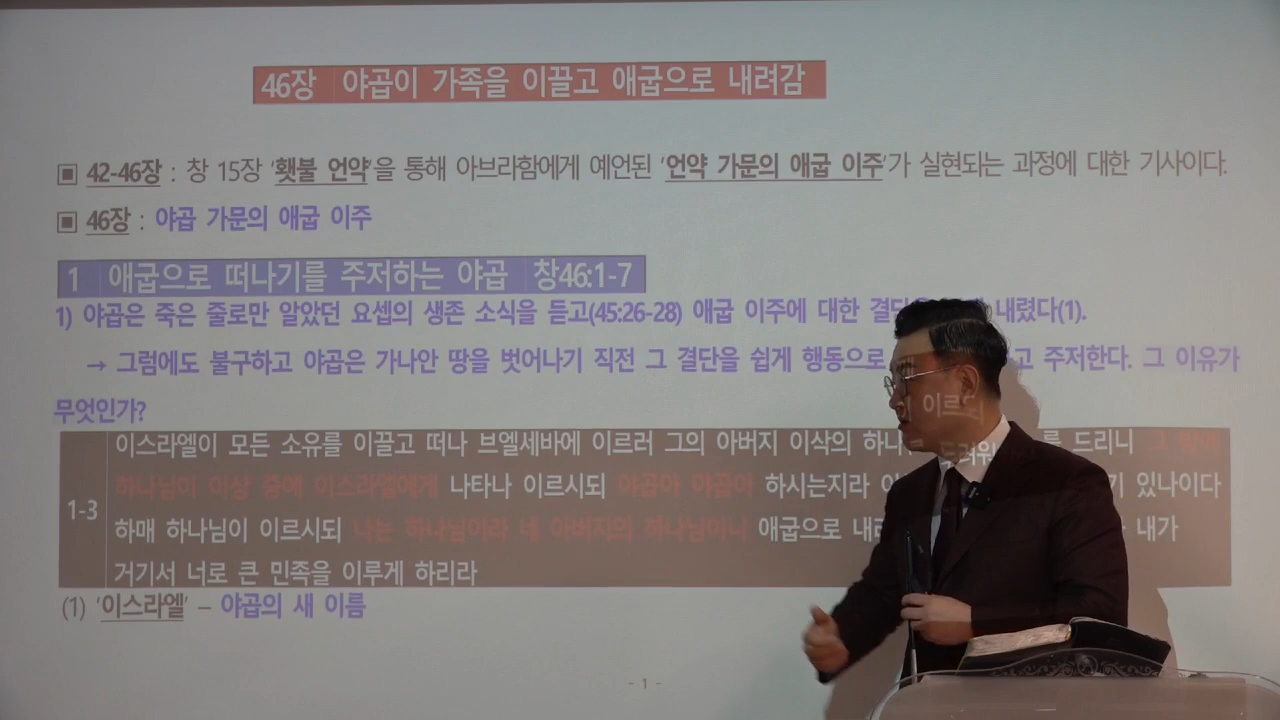 46장 야곱이 가족을 이끌고 애굽으로 내려감
▣ 42-46장 : 창 15장 '횃불 언약'을 통해 아브라함에게 예언된 '언약 가문의 애굽 이주'가 실현되는 과정에 대한 기사이다.
▣ 46장 : 야곱 가문의 애굽 이주
1 애굽으로 떠나기를 주저하는 야곱 창46:1-7
1) 야곱은 죽은 줄로만 알았던 요셉의 생존 소식을 듣고(45:26-28) 애굽 이주에 대한 내렸다(1).
→ 그럼에도 불구하고 야곱은 가나안 땅을 벗어나기 직전 그 결단을 쉽게 행동으로 주저한다. 그 이유가
무엇인가?
이스라엘이 모든 소유를 이끌고 떠나 브엘세바에 이르러 그의 아버지 이삭의 드리니
하나님이 이상 중에 이스라엘에게 나타나 이르시되 야곱아 야곱아 하시는지라 있나이다
1-3
하매 하나님이 이르시되 나는 하나님이라 네 아버지의 하나님이니 애굽으로 내가
거기서 너로 큰 민족을 이루게 하리라
(1) '이스라엘' – 야곱의 새 이름
- 1 -